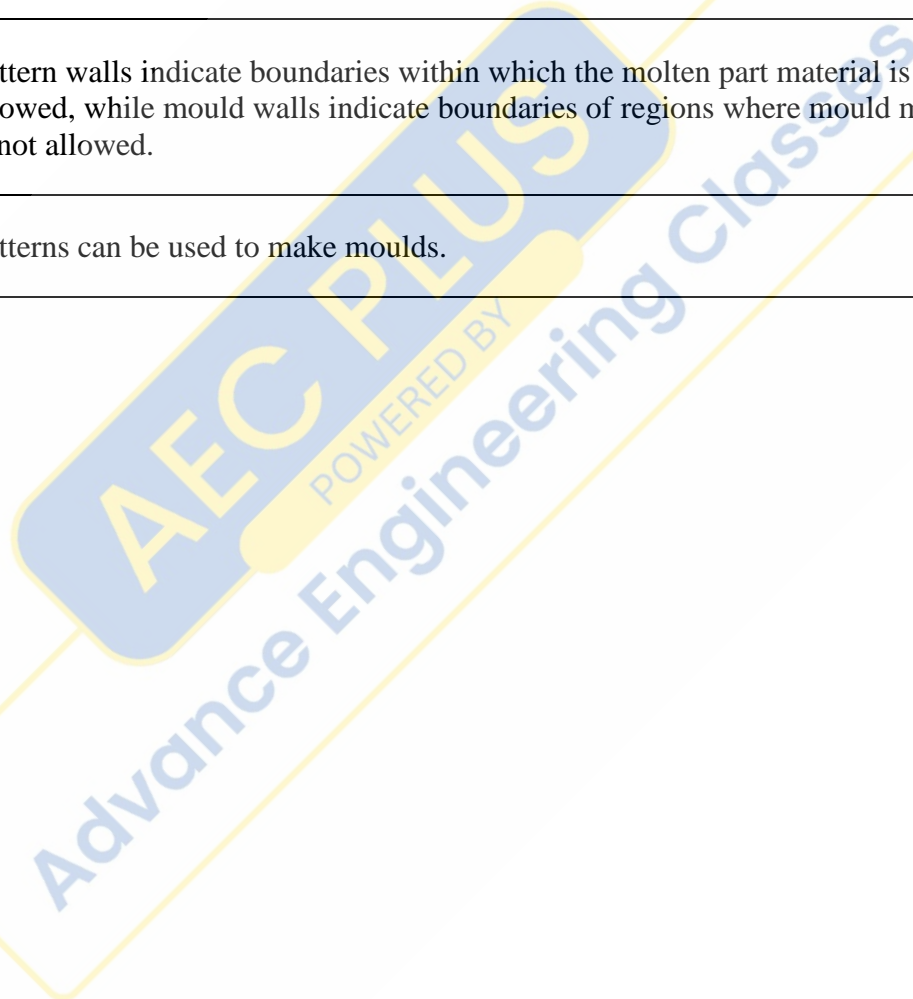 ttern walls indicate boundaries within which the molten part material is
owed, while mould walls indicate boundaries of regions where mould
not allowed.
tterns can be used to make moulds.
AEC PLUS
POWERED BY
Advance Engineering Classes